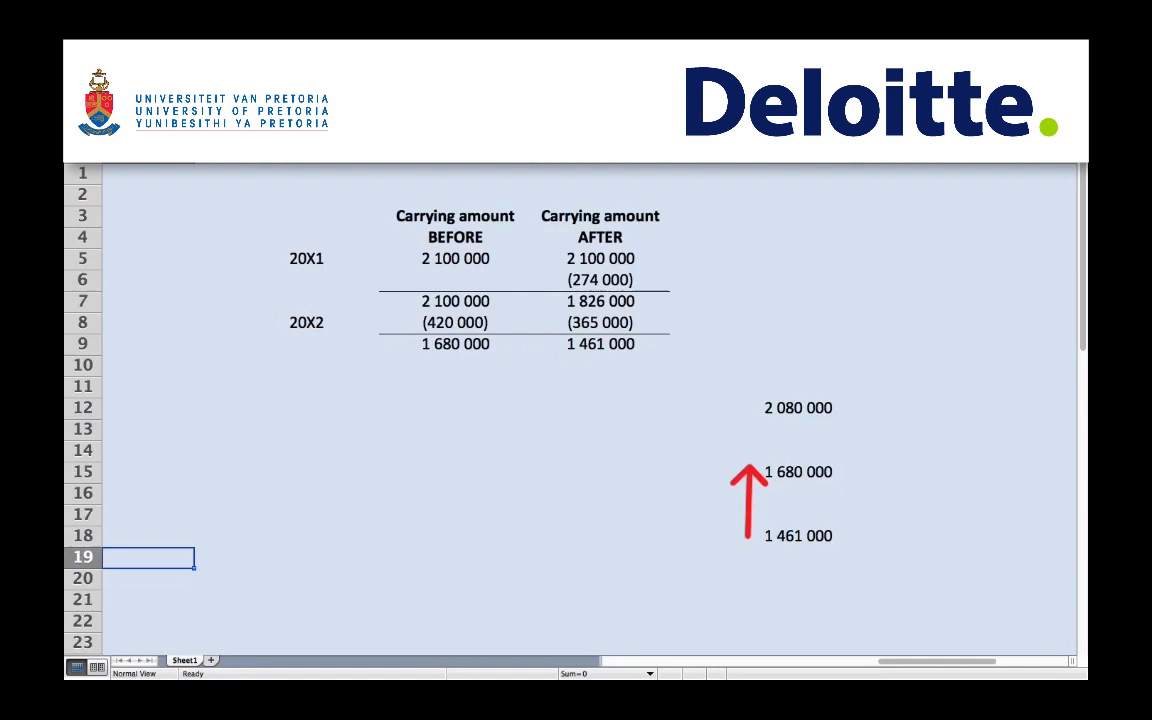 UNIVERSITEIT VAN PRETORIA
UNIVERSITY OF PRETORIA
YUNIBESITHI YA PRETORIA
Deloitte.
1
2
3 Carrying amount Carrying amount
4 BEFORE AFTER
5 20X1 2 100 000 2 100 000
6 (274 000)
7 2 100 000 1 826 000
8 20X2 (420 000) (365 000)
9 1 680 000 1 461 000
10
11
12 2 080 000
13
14
15 1 680 000
16
17
18 1 461 000
19
20
21
22
23
Sheet1
Normal View Ready Sum=0